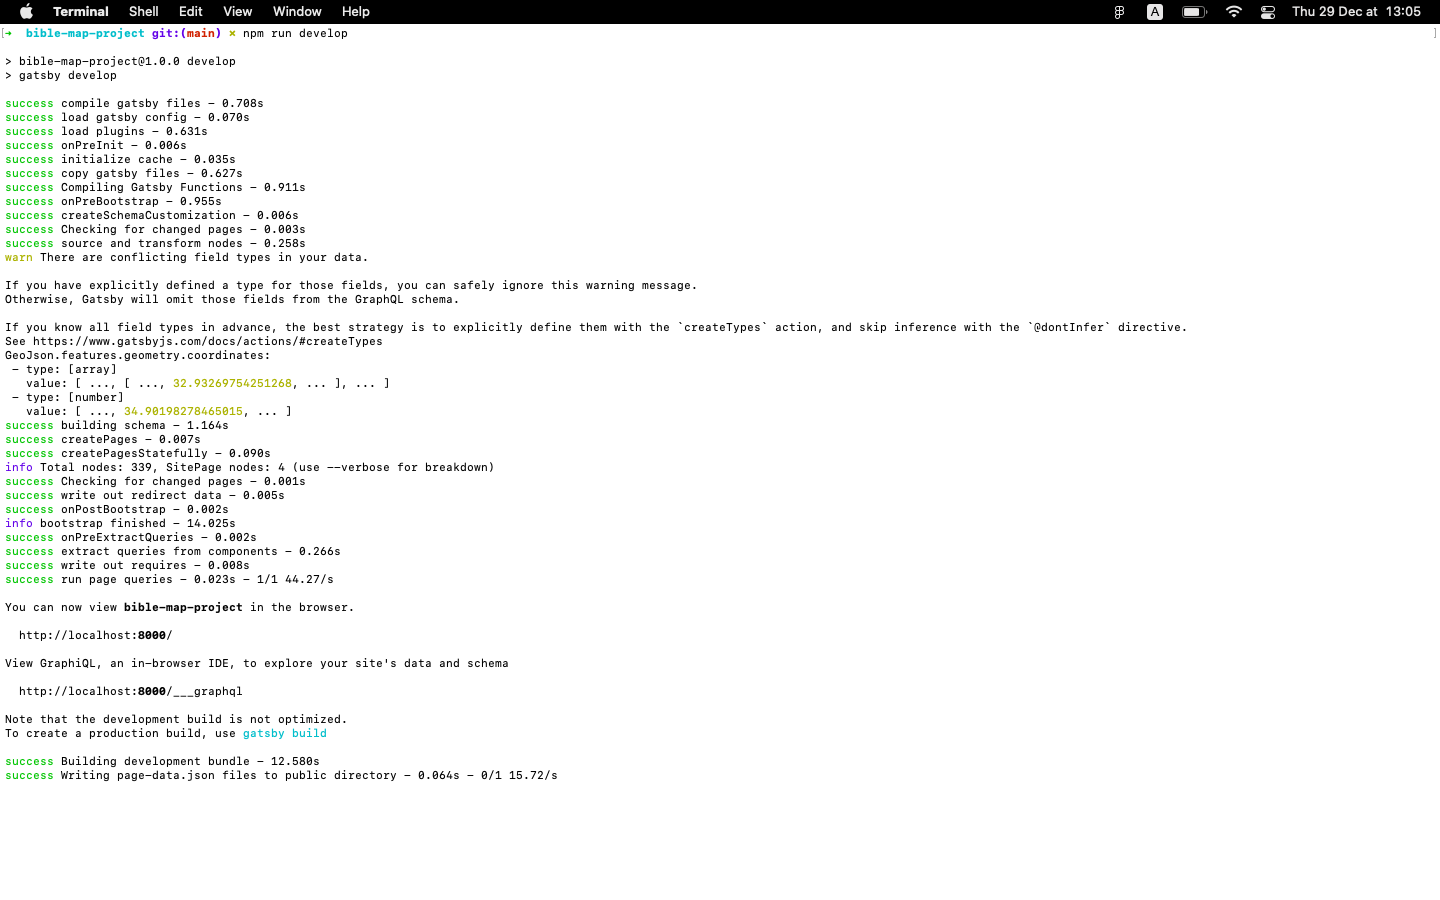 Terminal Shell Edit View Window Help A Thu 29 Dec at 13:05
[➜ bible-map-project git:(main) ✗ npm run develop ]
> bible-map-project@1.0.0 develop
> gatsby develop
success compile gatsby files - 0.708s
success load gatsby config - 0.070s
success load plugins - 0.631s
success onPreInit - 0.006s
success initialize cache - 0.035s
success copy gatsby files - 0.627s
success Compiling Gatsby Functions - 0.911s
success onPreBootstrap - 0.955s
success createSchemaCustomization - 0.006s
success Checking for changed pages - 0.003s
success source and transform nodes - 0.258s
warn There are conflicting field types in your data.
If you have explicitly defined a type for those fields, you can safely ignore this warning message.
Otherwise, Gatsby will omit those fields from the GraphQL schema.
If you know all field types in advance, the best strategy is to explicitly define them with the `createTypes` action, and skip inference with the `@dontInfer` directive.
See https://www.gatsbyjs.com/docs/actions/#createTypes
GeoJson.features.geometry.coordinates:
 - type: [array]
   value: [ ..., [ ..., 32.93269754251268, ... ], ... ]
 - type: [number]
   value: [ ..., 34.90198278465015, ... ]
success building schema - 1.164s
success createPages - 0.007s
success createPagesStatefully - 0.090s
info Total nodes: 339, SitePage nodes: 4 (use --verbose for breakdown)
success Checking for changed pages - 0.001s
success write out redirect data - 0.005s
success onPostBootstrap - 0.002s
info bootstrap finished - 14.025s
success onPreExtractQueries - 0.002s
success extract queries from components - 0.266s
success write out requires - 0.008s
success run page queries - 0.023s - 1/1 44.27/s
You can now view bible-map-project in the browser.
  http://localhost:8000/
View GraphiQL, an in-browser IDE, to explore your site's data and schema
  http://localhost:8000/___graphql
Note that the development build is not optimized.
To create a production build, use gatsby build
success Building development bundle - 12.580s
success Writing page-data.json files to public directory - 0.064s - 0/1 15.72/s